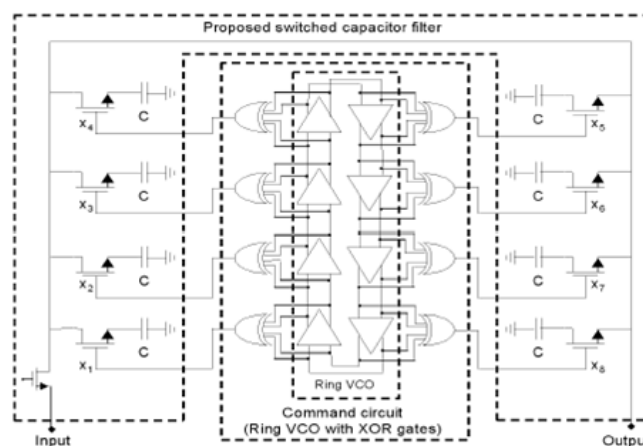 Proposed switched capacitor filter
x4 C C x5
x3 C C x6
x2 C C x7
x1 C C x8
Ring VCO
Command circuit
(Ring VCO with XOR gates)
Input Output